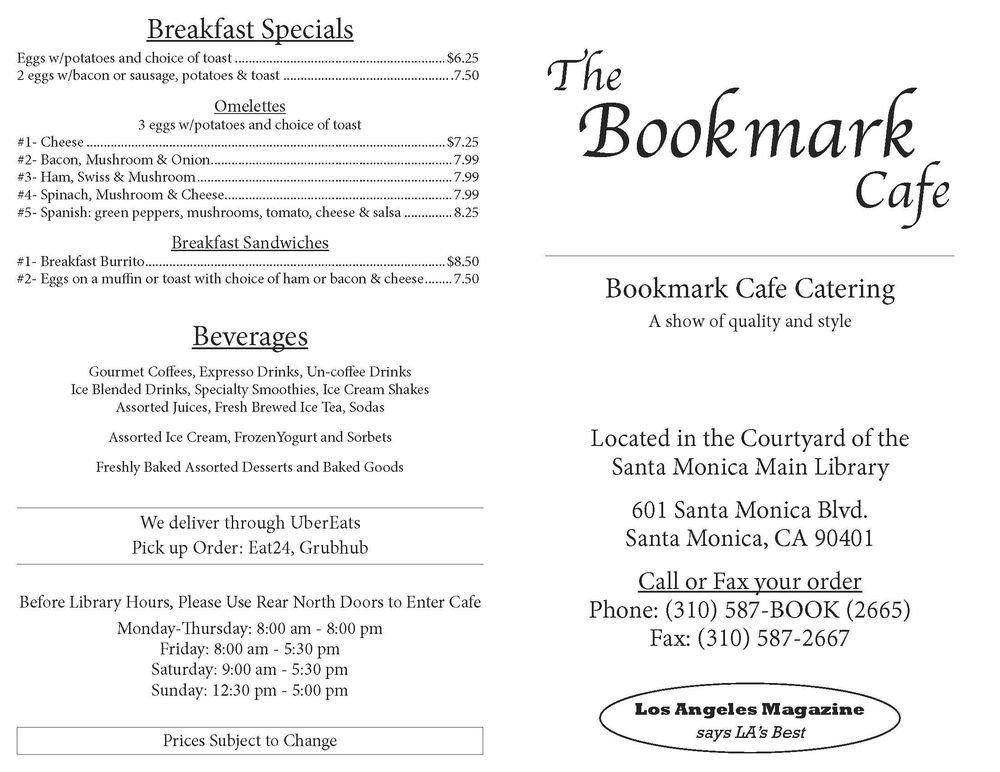 Breakfast Specials
Eggs w/potatoes and choice of toast ........................................................ $6.25
2 eggs w/bacon or sausage, potatoes & toast ............................................. 7.50
Omelettes
3 eggs w/potatoes and choice of toast
#1- Cheese ................................................................................................ $7.25
#2- Bacon, Mushroom & Onion................................................................ 7.99
#3- Ham, Swiss & Mushroom .................................................................... 7.99
#4- Spinach, Mushroom & Cheese............................................................. 7.99
#5- Spanish: green peppers, mushrooms, tomato, cheese & salsa ............. 8.25
Breakfast Sandwiches
#1- Breakfast Burrito................................................................................ $8.50
#2- Eggs on a muffin or toast with choice of ham or bacon & cheese........ 7.50
Beverages
Gourmet Coffees, Expresso Drinks, Un-coffee Drinks
Ice Blended Drinks, Specialty Smoothies, Ice Cream Shakes
Assorted Juices, Fresh Brewed Ice Tea, Sodas
Assorted Ice Cream, FrozenYogurt and Sorbets
Freshly Baked Assorted Desserts and Baked Goods
We deliver through UberEats
Pick up Order: Eat24, Grubhub
Before Library Hours, Please Use Rear North Doors to Enter Cafe
Monday-Thursday: 8:00 am - 8:00 pm
Friday: 8:00 am - 5:30 pm
Saturday: 9:00 am - 5:30 pm
Sunday: 12:30 pm - 5:00 pm
Prices Subject to Change
The
Bookmark
Cafe
Bookmark Cafe Catering
A show of quality and style
Located in the Courtyard of the
Santa Monica Main Library
601 Santa Monica Blvd.
Santa Monica, CA 90401
Call or Fax your order
Phone: (310) 587-BOOK (2665)
Fax: (310) 587-2667
Los Angeles Magazine
says LA's Best